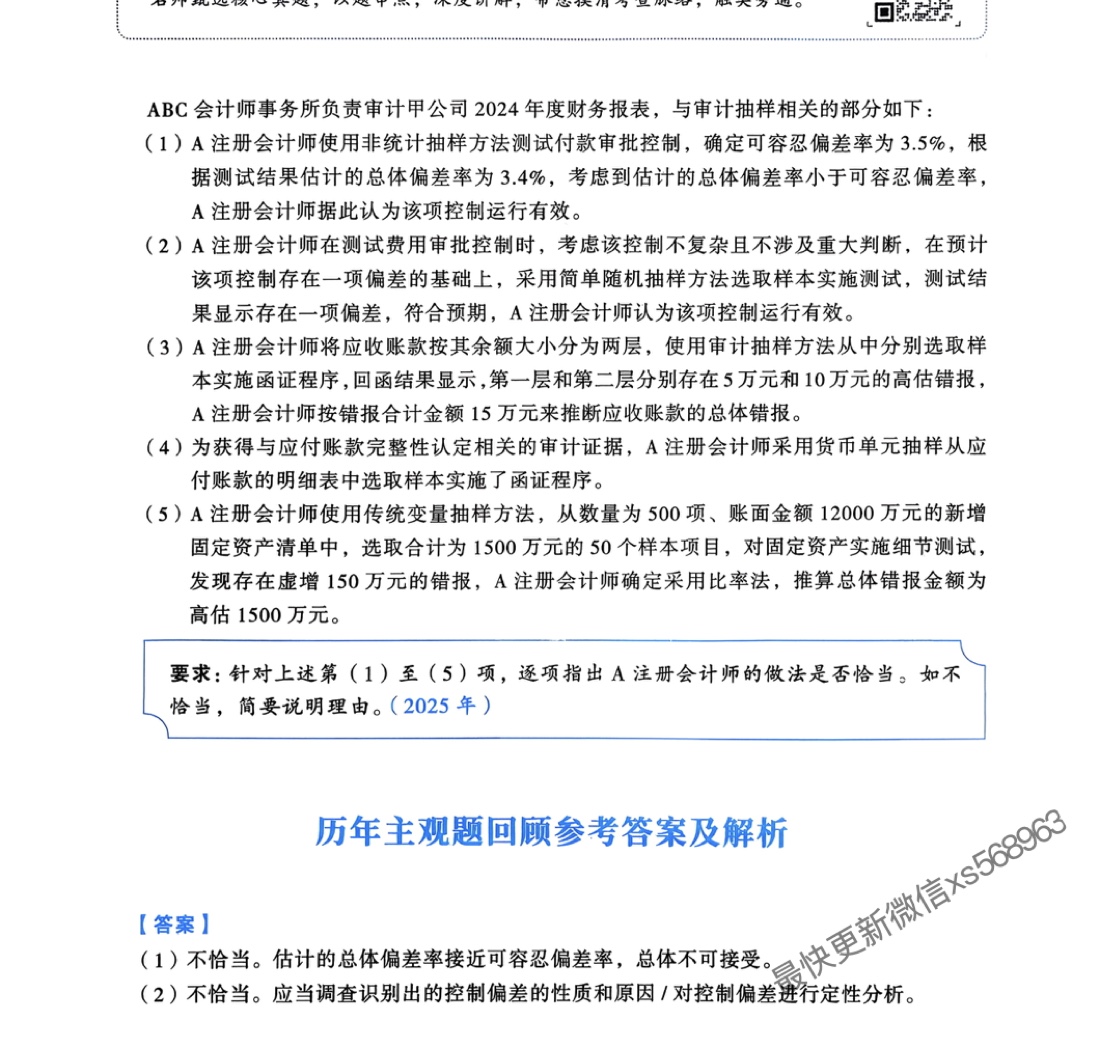 名师甄选核心真题，以题串点，深度讲解，带您摸清考查脉络，触类旁通。
ABC 会计师事务所负责审计甲公司 2024 年度财务报表，与审计抽样相关的部分如下：
（1）A 注册会计师使用非统计抽样方法测试付款审批控制，确定可容忍偏差率为 3.5%，根
据测试结果估计的总体偏差率为 3.4%，考虑到估计的总体偏差率小于可容忍偏差率，
A 注册会计师据此认为该项控制运行有效。
（2）A 注册会计师在测试费用审批控制时，考虑该控制不复杂且不涉及重大判断，在预计
该项控制存在一项偏差的基础上，采用简单随机抽样方法选取样本实施测试，测试结
果显示存在一项偏差，符合预期，A 注册会计师认为该项控制运行有效。
（3）A 注册会计师将应收账款按其余额大小分为两层，使用审计抽样方法从中分别选取样
本实施函证程序，回函结果显示，第一层和第二层分别存在 5 万元和 10 万元的高估错报，
A 注册会计师按错报合计金额 15 万元来推断应收账款的总体错报。
（4）为获得与应付账款完整性认定相关的审计证据，A 注册会计师采用货币单元抽样从应
付账款的明细表中选取样本实施了函证程序。
（5）A 注册会计师使用传统变量抽样方法，从数量为 500 项、账面金额 12000 万元的新增
固定资产清单中，选取合计为 1500 万元的 50 个样本项目，对固定资产实施细节测试，
发现存在虚增 150 万元的错报，A 注册会计师确定采用比率法，推算总体错报金额为
高估 1500 万元。
要求：针对上述第（1）至（5）项，逐项指出 A 注册会计师的做法是否恰当。如不
恰当，简要说明理由。（2025 年）
历年主观题回顾参考答案及解析
【答案】
（1）不恰当。估计的总体偏差率接近可容忍偏差率，总体不可接受。
（2）不恰当。应当调查识别出的控制偏差的性质和原因 / 对控制偏差进行定性分析。
最快更新微信xs568963